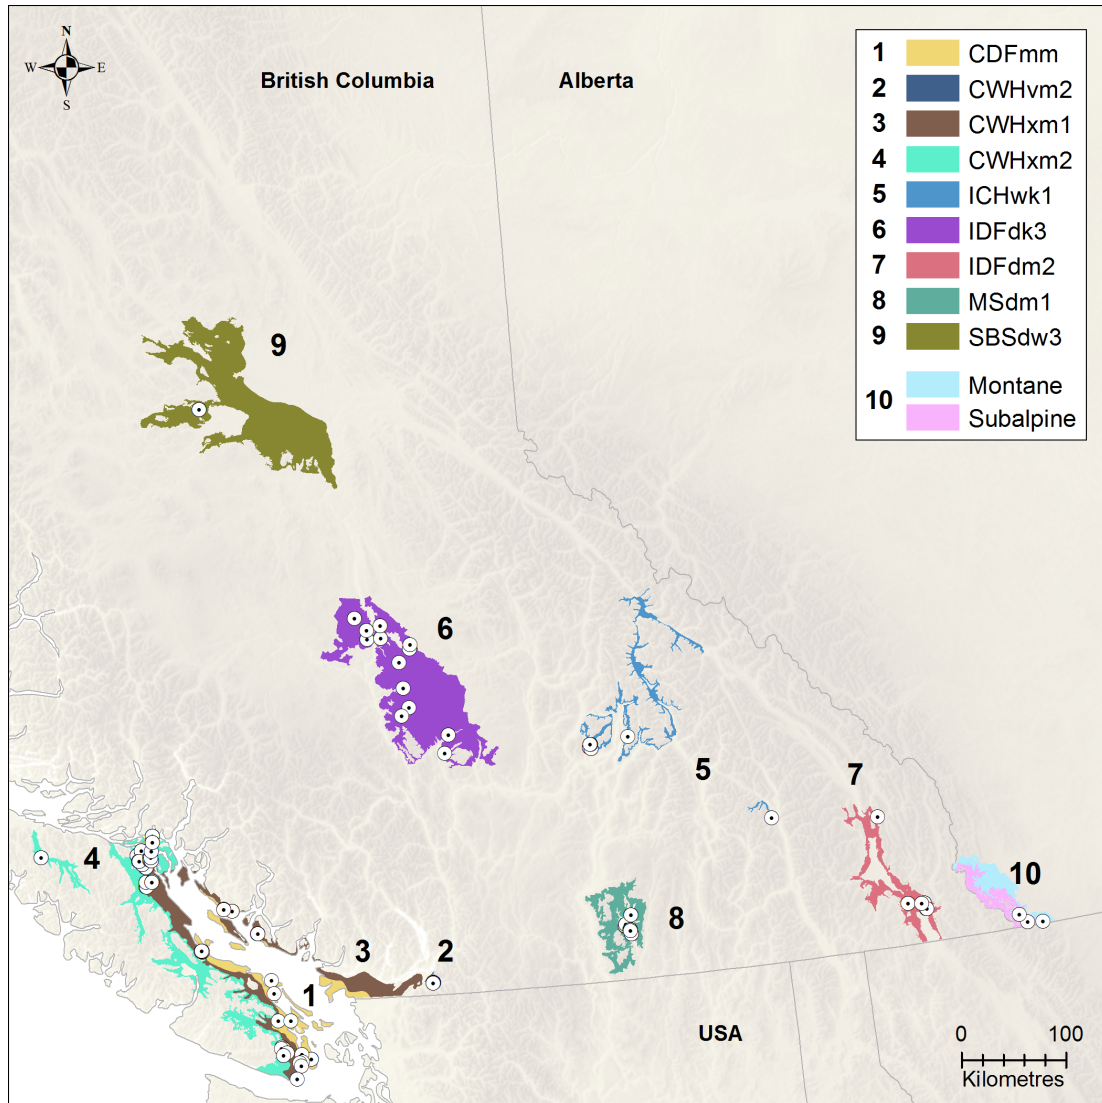 N
W E
S
British Columbia Alberta
1 CDFmm
2 CWHvm2
3 CWHxm1
4 CWHxm2
5 ICHwk1
6 IDFdk3
7 IDFdm2
8 MSdm1
9 SBSdw3
10 Montane
Subalpine
9
6
5
7
4
10
8
3 2
1
USA
0 100
Kilometres